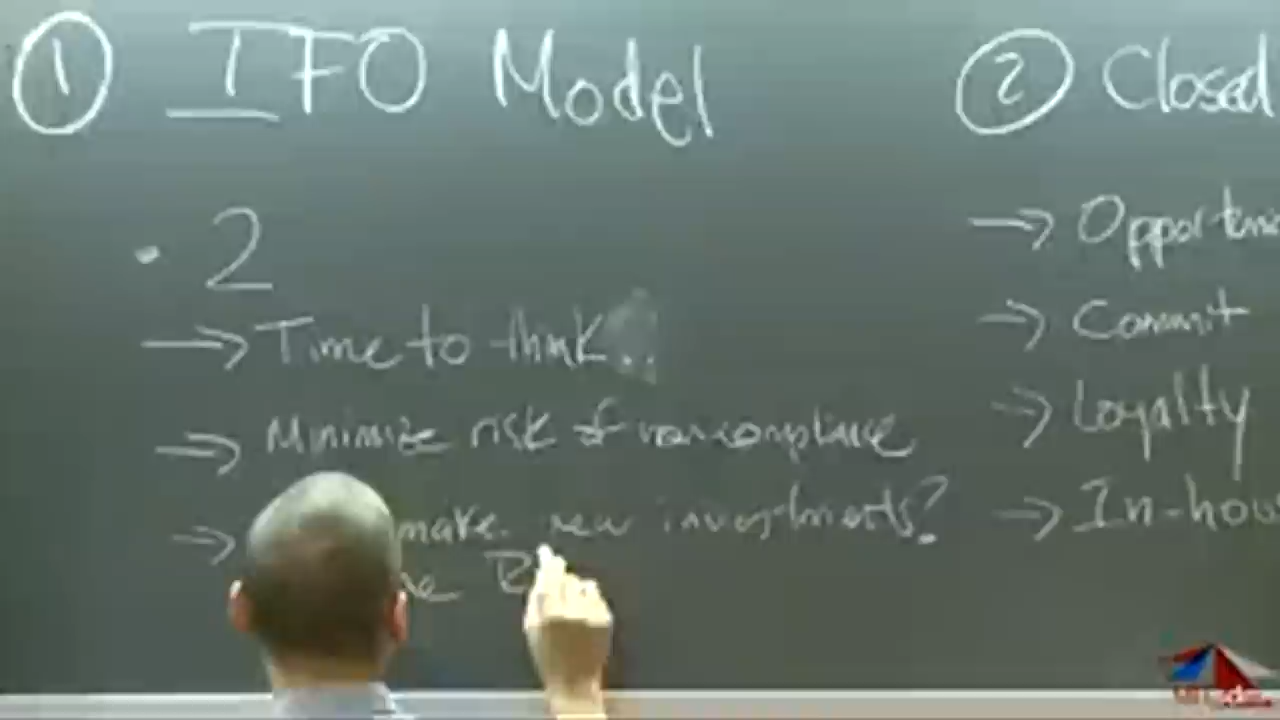 ① IFO Model
· 2
→ Time to think!!
→ Minimize risk of noncompliance
→ make new investments?
② Closed
→ Opportuni
→ Commit
→ Loyalty
→ In-hou